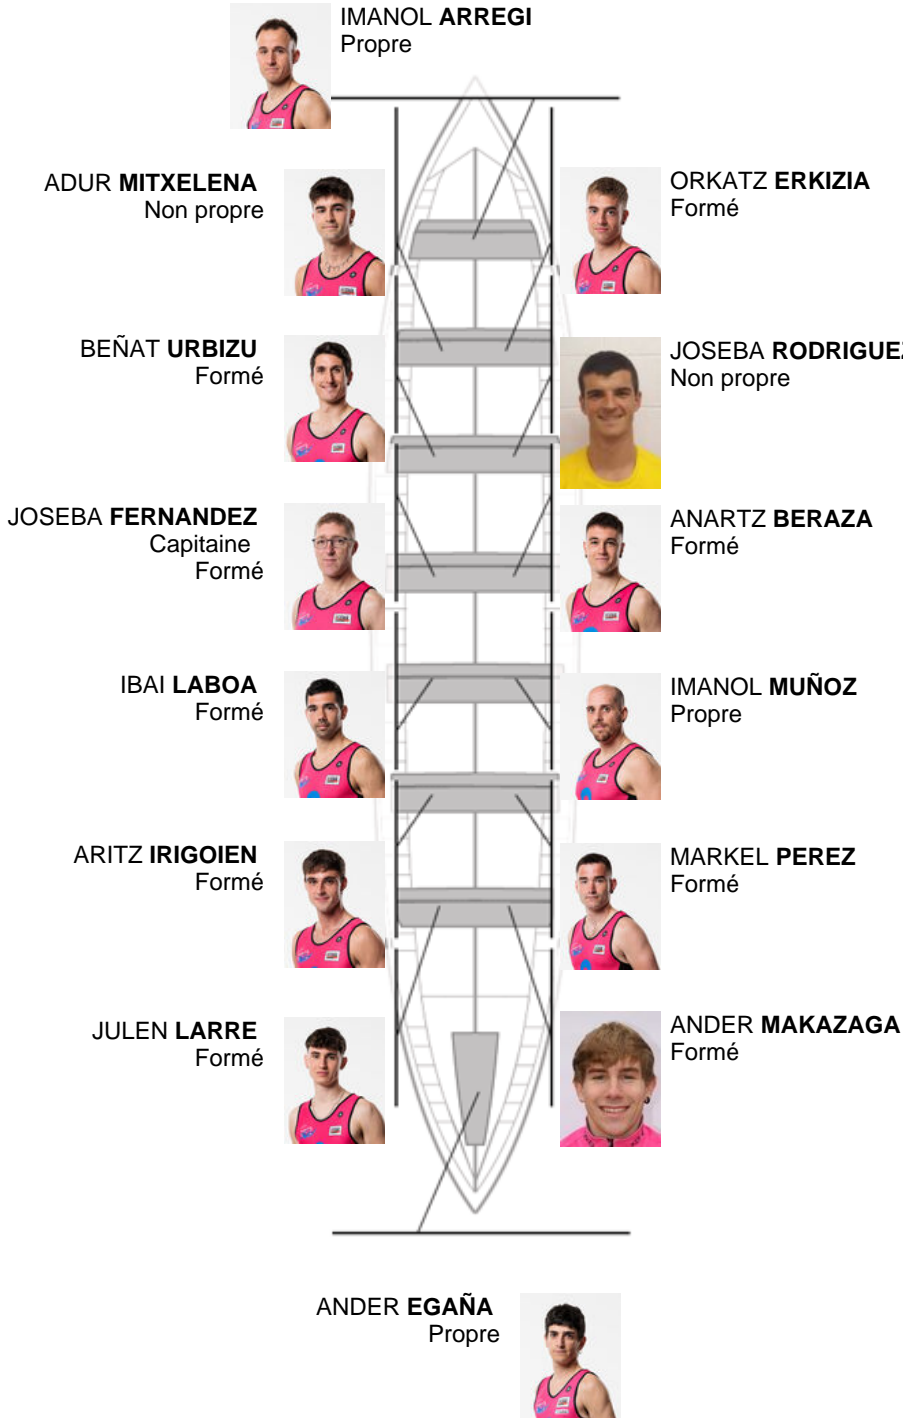 IMANOL ARREGI
Propre
ADUR MITXELENA
Non propre
ORKATZ ERKIZIA
Formé
BEÑAT URBIZU
Formé
JOSEBA RODRIGUEZ
Non propre
JOSEBA FERNANDEZ
Capitaine
Formé
ANARTZ BERAZA
Formé
IBAI LABOA
Formé
IMANOL MUÑOZ
Propre
ARITZ IRIGOIEN
Formé
MARKEL PEREZ
Formé
JULEN LARRE
Formé
ANDER MAKAZAGA
Formé
ANDER EGAÑA
Propre